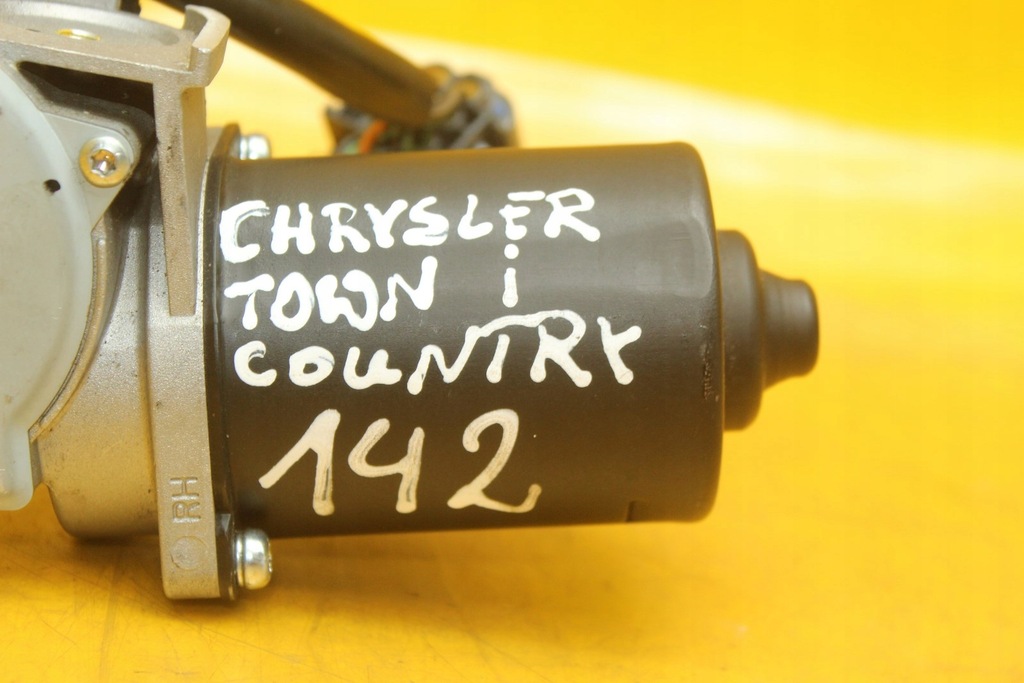 CHRYSLER
TOWN i
COUNTRY
142
RH